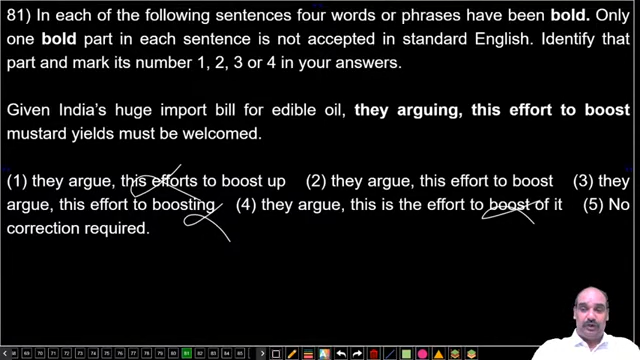 81) In each of the following sentences four words or phrases have been bold. Only
one bold part in each sentence is not accepted in standard English. Identify that
part and mark its number 1, 2, 3 or 4 in your answers.
Given India's huge import bill for edible oil, they arguing, this effort to boost
mustard yields must be welcomed.
(1) they argue, this efforts to boost up (2) they argue, this effort to boost (3) they
argue, this effort to boosting (4) they argue, this is the effort to boost of it (5) No
correction required.